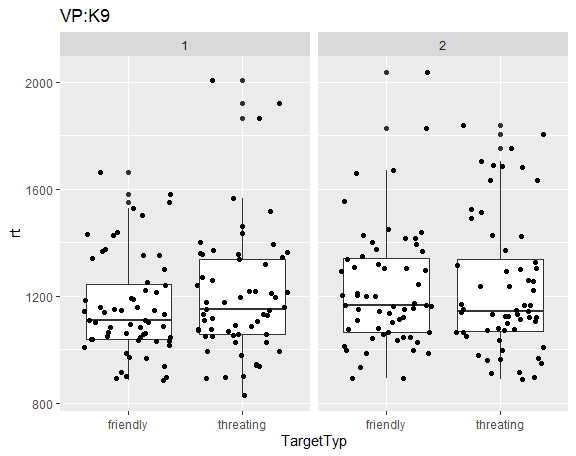 VP:K9
1
2
rt
2000
1600
1200
800
friendly
threating
friendly
threating
TargetTyp